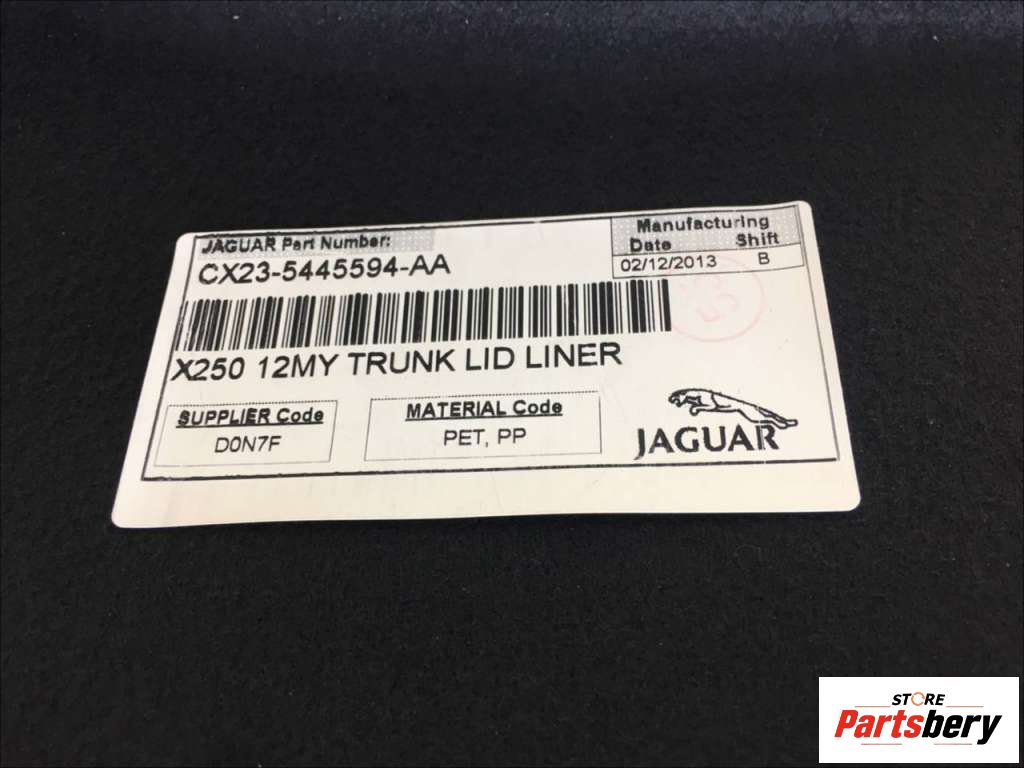 JAGUAR Part Number:
CX23-5445594-AA
Manufacturing
Date Shift
02/12/2013 B
X250 12MY TRUNK LID LINER
SUPPLIER Code
D0N7F
MATERIAL Code
PET, PP
JAGUAR
STORE
Partsbery